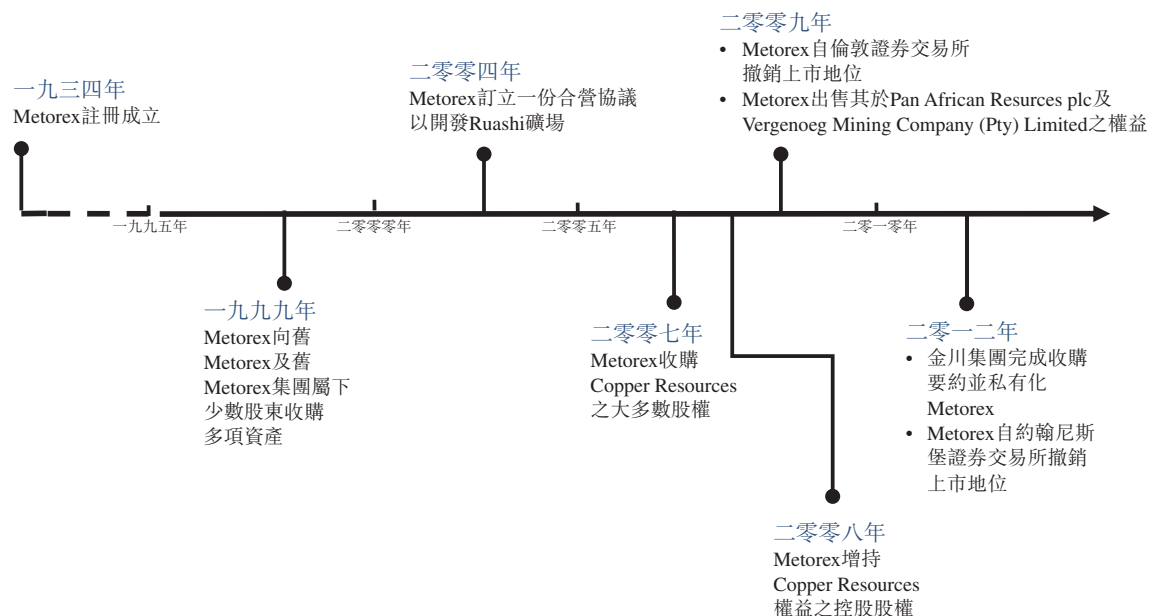 一九三四年
Metorex註冊成立
二零零四年
Metorex訂立一份合營協議
以開發Ruashi礦場
二零零九年
• Metorex自倫敦證券交易所
撤銷上市地位
• Metorex出售其於Pan African Resurces plc及
Vergenoeg Mining Company (Pty) Limited之權益
一九九五年
二零零零年
二零零五年
二零一零年
一九九九年
Metorex向舊
Metorex及舊
Metorex集團屬下
少數股東收購
多項資產
二零零七年
Metorex收購
Copper Resources
之大多數股權
二零零八年
Metorex增持
Copper Resources
權益之控股股權
二零一二年
• 金川集團完成收購
要約並私有化
Metorex
• Metorex自約翰尼斯
堡證券交易所撤銷
上市地位